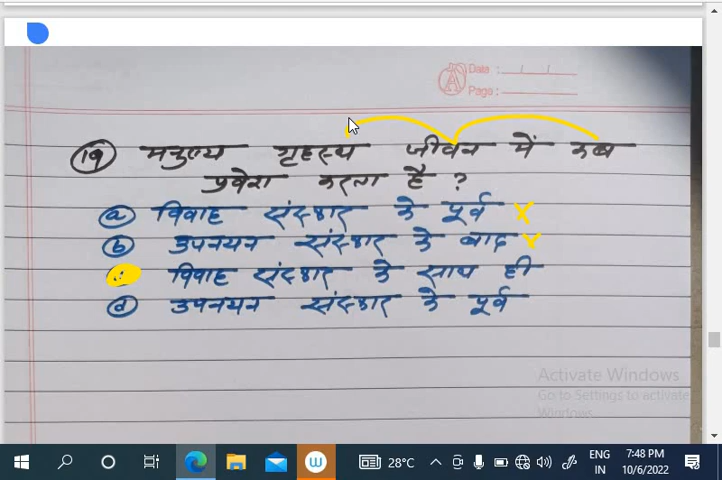 Date :
Page :
19 मनुष्य गृहस्थ जीवन में कब
प्रवेश करता है ?
a विवाह संस्कार के पूर्व X
b उपनयन संस्कार के बाद x
विवाह संस्कार के साथ ही
d उपनयन संस्कार के पूर्व
Activate Windows
Go to Settings to activate
Windows.
28°C ENG 7:48 PM
IN 10/6/2022